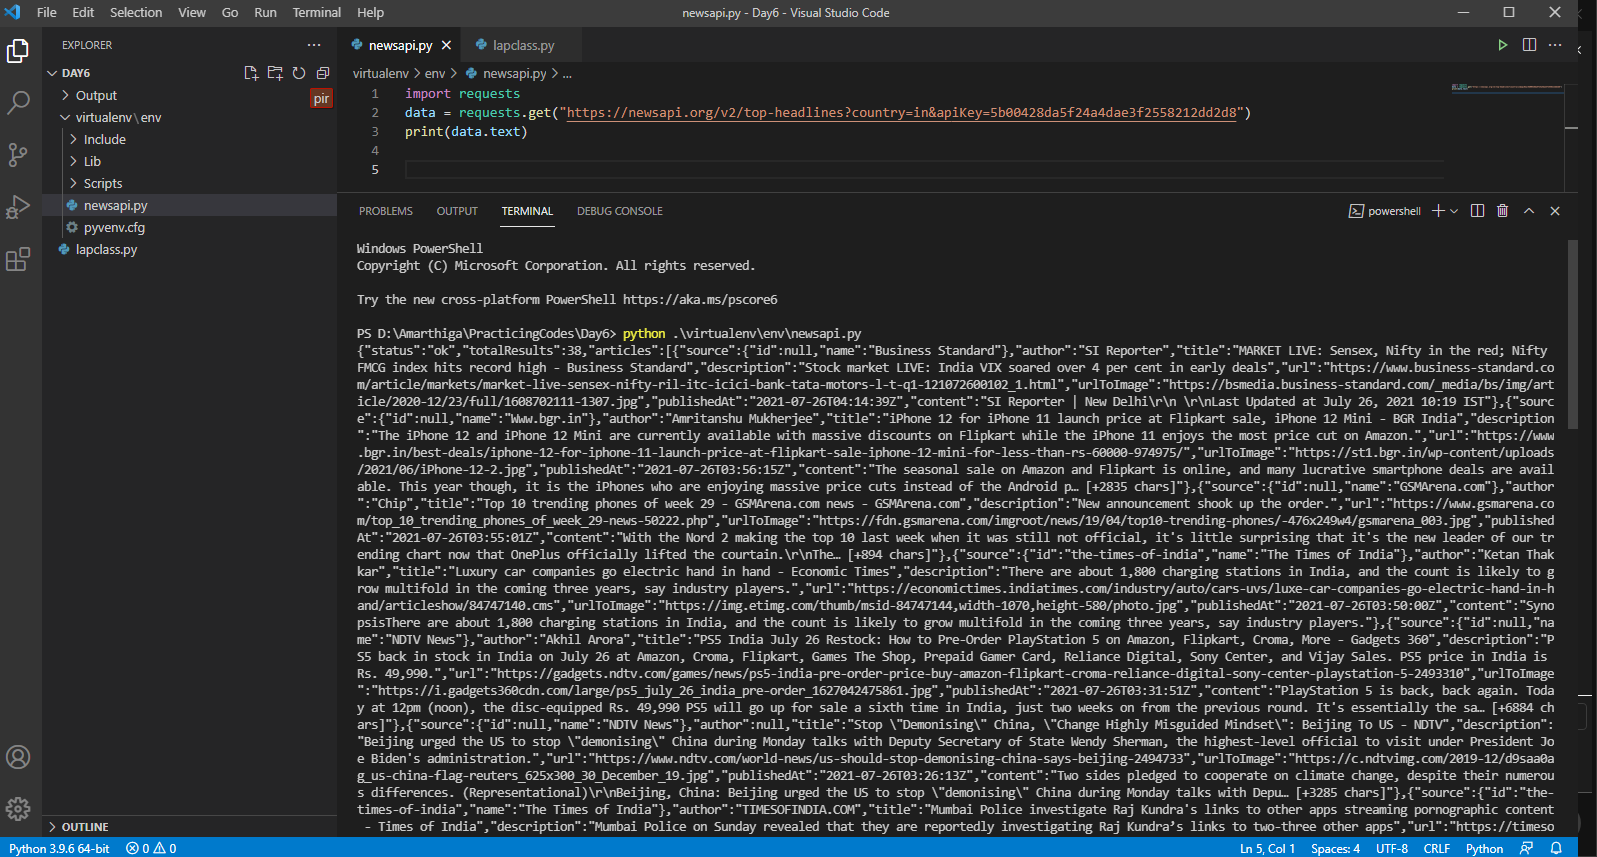 File Edit Selection View Go Run Terminal Help newsapi.py - Day6 - Visual Studio Code
EXPLORER
newsapi.py lapclass.py
DAY6
virtualenv > env > newsapi.py > ...
Output
virtualenv\env
Include
Lib
Scripts
newsapi.py
pyvenv.cfg
lapclass.py
pir
1 import requests
2 data = requests.get("https://newsapi.org/v2/top-headlines?country=in&apiKey=5b00428da5f24a4dae3f2558212dd2d8")
3 print(data.text)
4
5
PROBLEMS OUTPUT TERMINAL DEBUG CONSOLE powershell
Windows PowerShell
Copyright (C) Microsoft Corporation. All rights reserved.
Try the new cross-platform PowerShell https://aka.ms/pscore6
PS D:\Amarthiga\PracticingCodes\Day6> python .\virtualenv\env\newsapi.py
{"status":"ok","totalResults":38,"articles":[{"source":{"id":null,"name":"Business Standard"},"author":"SI Reporter","title":"MARKET LIVE: Sensex, Nifty in the red; Nifty
FMCG index hits record high - Business Standard","description":"Stock market LIVE: India VIX soared over 4 per cent in early deals","url":"https://www.business-standard.co
m/article/markets/market-live-sensex-nifty-ril-itc-icici-bank-tata-motors-l-t-q1-121072600102_1.html","urlToImage":"https://bsmedia.business-standard.com/_media/bs/img/art
icle/2020-12/23/full/1608702111-1307.jpg","publishedAt":"2021-07-26T04:14:39Z","content":"SI Reporter | New Delhi\r\n \r\nLast Updated at July 26, 2021 10:19 IST"},{"sourc
e":{"id":null,"name":"Www.bgr.in"},"author":"Amritanshu Mukherjee","title":"iPhone 12 for iPhone 11 launch price at Flipkart sale, iPhone 12 Mini - BGR India","description
":"The iPhone 12 and iPhone 12 Mini are currently available with massive discounts on Flipkart while the iPhone 11 enjoys the most price cut on Amazon.","url":"https://www
.bgr.in/best-deals/iphone-12-for-iphone-11-launch-price-at-flipkart-sale-iphone-12-mini-for-less-than-rs-60000-974975/","urlToImage":"https://st1.bgr.in/wp-content/uploads
/2021/06/iPhone-12-2.jpg","publishedAt":"2021-07-26T03:56:15Z","content":"The seasonal sale on Amazon and Flipkart is online, and many lucrative smartphone deals are avail
able. This year though, it is the iPhones who are enjoying massive price cuts instead of the Android p… [+2835 chars]"},{"source":{"id":null,"name":"GSMArena.com"},"author
":"Chip","title":"Top 10 trending phones of week 29 - GSMArena.com news - GSMArena.com","description":"New announcement shook up the order.","url":"https://www.gsmarena.co
m/top_10_trending_phones_of_week_29-news-50222.php","urlToImage":"https://fdn.gsmarena.com/imgroot/news/19/04/top10-trending-phones/-476x249w4/gsmarena_003.jpg","published
At":"2021-07-26T03:55:01Z","content":"With the Nord 2 making the top 10 last week when it was still not official, it's little surprising that it's the new leader of our tr
ending chart now that OnePlus officially lifted the courtain.\r\nThe… [+894 chars]"},{"source":{"id":"the-times-of-india","name":"The Times of India"},"author":"Ketan Thak
kar","title":"Luxury car companies go electric hand in hand - Economic Times","description":"There are about 1,800 charging stations in India, and the count is likely to g
row multifold in the coming three years, say industry players.","url":"https://economictimes.indiatimes.com/industry/auto/cars-uvs/luxe-car-companies-go-electric-hand-in-h
and/articleshow/84747140.cms","urlToImage":"https://img.etimg.com/thumb/msid-84747144,width-1070,height-580/photo.jpg","publishedAt":"2021-07-26T03:50:00Z","content":"Syno
psisThere are about 1,800 charging stations in India, and the count is likely to grow multifold in the coming three years, say industry players."},{"source":{"id":null,"na
me":"NDTV News"},"author":"Akhil Arora","title":"PS5 India July 26 Restock: How to Pre-Order PlayStation 5 on Amazon, Flipkart, Croma, More - Gadgets 360","description":"P
S5 back in stock in India on July 26 at Amazon, Croma, Flipkart, Games The Shop, Prepaid Gamer Card, Reliance Digital, Sony Center, and Vijay Sales. PS5 price in India is
Rs. 49,990.","url":"https://gadgets.ndtv.com/games/news/ps5-india-pre-order-price-buy-amazon-flipkart-croma-reliance-digital-sony-center-playstation-5-2493310","urlToImage
":"https://i.gadgets360cdn.com/large/ps5_july_26_india_pre-order_1627042475861.jpg","publishedAt":"2021-07-26T03:31:51Z","content":"PlayStation 5 is back, back again. Toda
y at 12pm (noon), the disc-equipped Rs. 49,990 PS5 will go up for sale a sixth time in India, just two weeks on from the previous round. It's essentially the sa… [+6884 ch
ars]"},{"source":{"id":null,"name":"NDTV News"},"author":null,"title":"Stop \"Demonising\" China, \"Change Highly Misguided Mindset\": Beijing To US - NDTV","description":
"Beijing urged the US to stop \"demonising\" China during Monday talks with Deputy Secretary of State Wendy Sherman, the highest-level official to visit under President Jo
e Biden's administration.","url":"https://www.ndtv.com/world-news/us-should-stop-demonising-china-says-beijing-2494733","urlToImage":"https://c.ndtvimg.com/2019-12/d9saa0a
g_us-china-flag-reuters_625x300_30_December_19.jpg","publishedAt":"2021-07-26T03:26:13Z","content":"Two sides pledged to cooperate on climate change, despite their numerou
s differences. (Representational)\r\nBeijing, China: Beijing urged the US to stop \"demonising\" China during Monday talks with Depu… [+3285 chars]"},{"source":{"id":"the-
times-of-india","name":"The Times of India"},"author":"TIMESOFINDIA.COM","title":"Mumbai Police investigate Raj Kundra's links to other apps streaming pornographic content
- Times of India","description":"Mumbai Police on Sunday revealed that they are reportedly investigating Raj Kundra’s links to two-three other apps","url":"https://timeso
OUTLINE
Python 3.9.6 64-bit 0 0 Ln 5, Col 1 Spaces: 4 UTF-8 CRLF Python